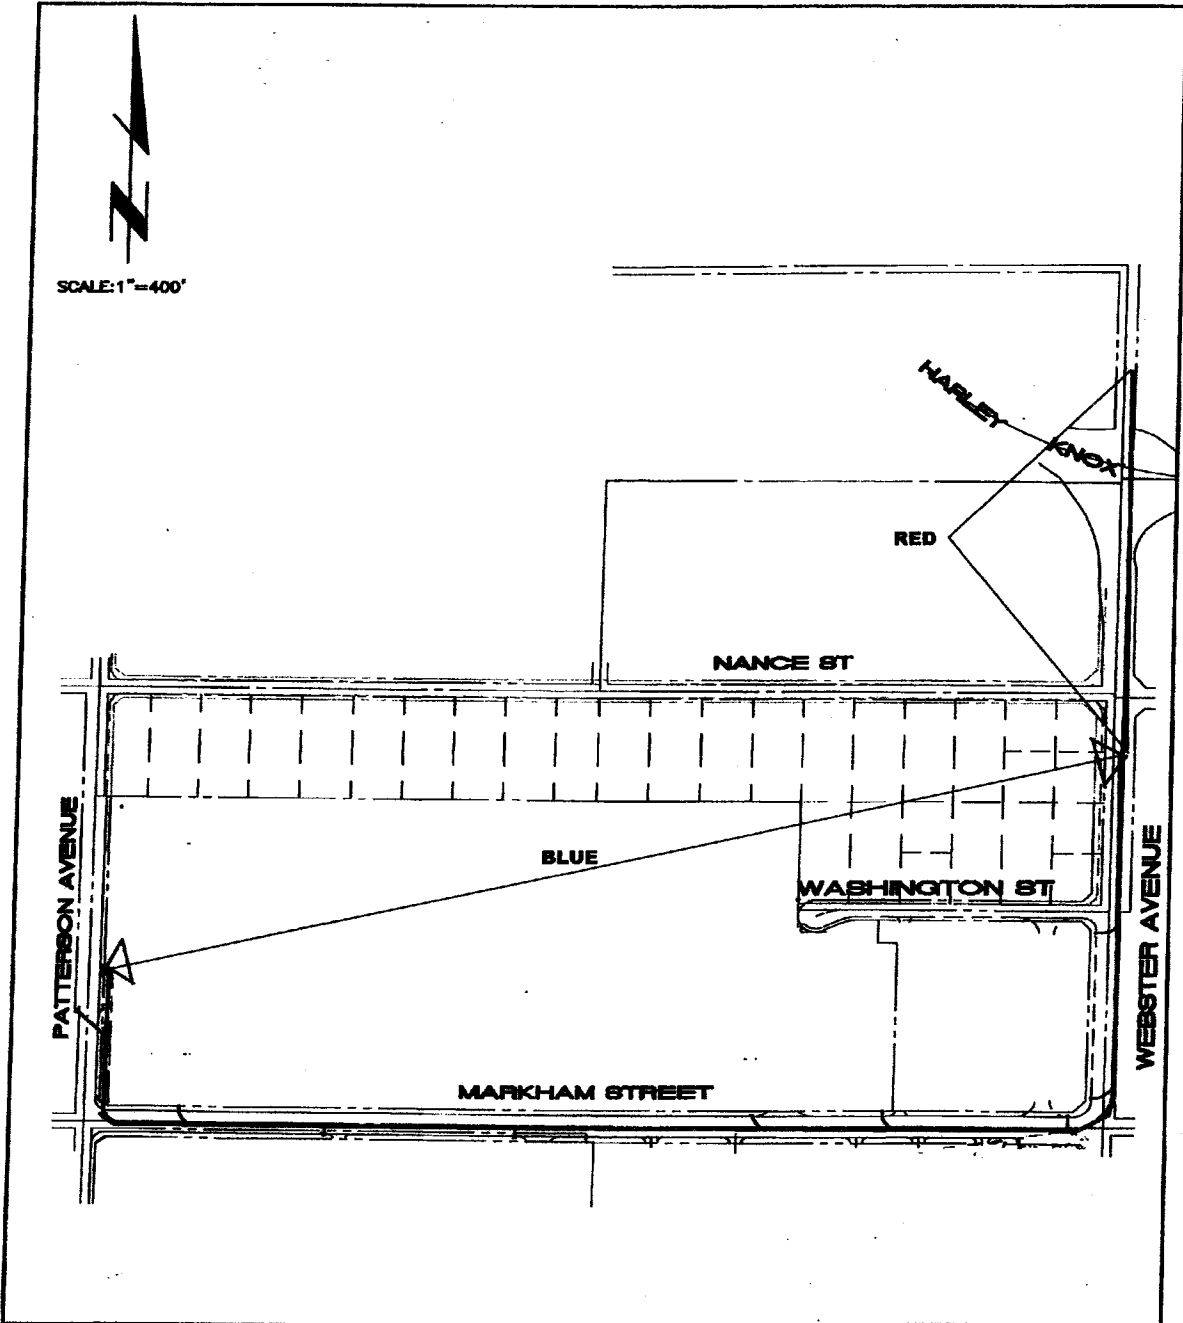 N
SCALE:1"=400'
HARLEY
KNOX
RED
NANCE ST
BLUE
PATTERSON AVENUE
WASHINGTON ST
WEBSTER AVENUE
MARKHAM STREET